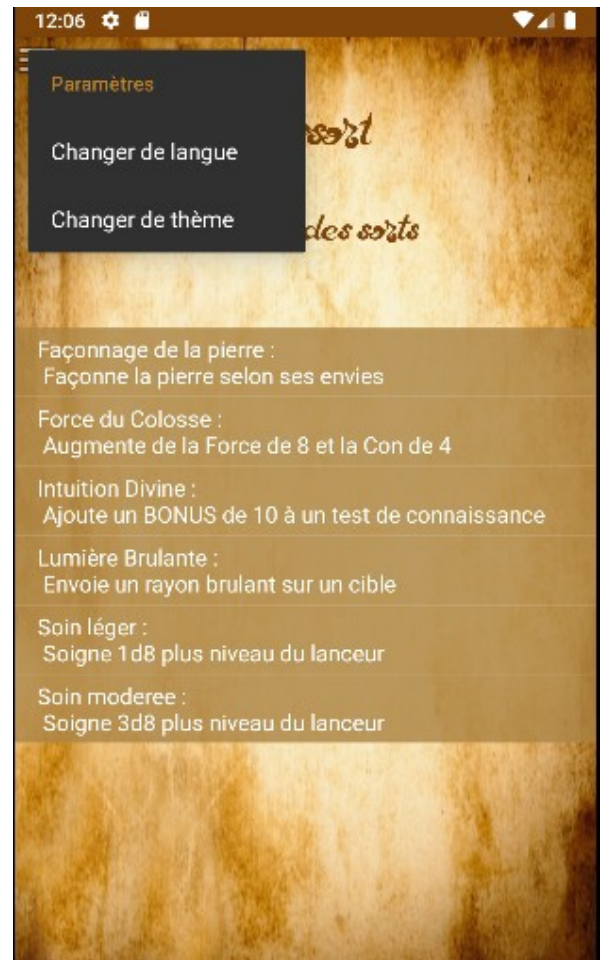 12:06
Paramètres
Changer de langue
Changer de thème
des sorts
Façonnage de la pierre :
Façonne la pierre selon ses envies
Force du Colosse :
Augmente de la Force de 8 et la Con de 4
Intuition Divine :
Ajoute un BONUS de 10 à un test de connaissance
Lumière Brulante :
Envoie un rayon brulant sur un cible
Soin léger :
Soigne 1d8 plus niveau du lanceur
Soin moderee :
Soigne 3d8 plus niveau du lanceur